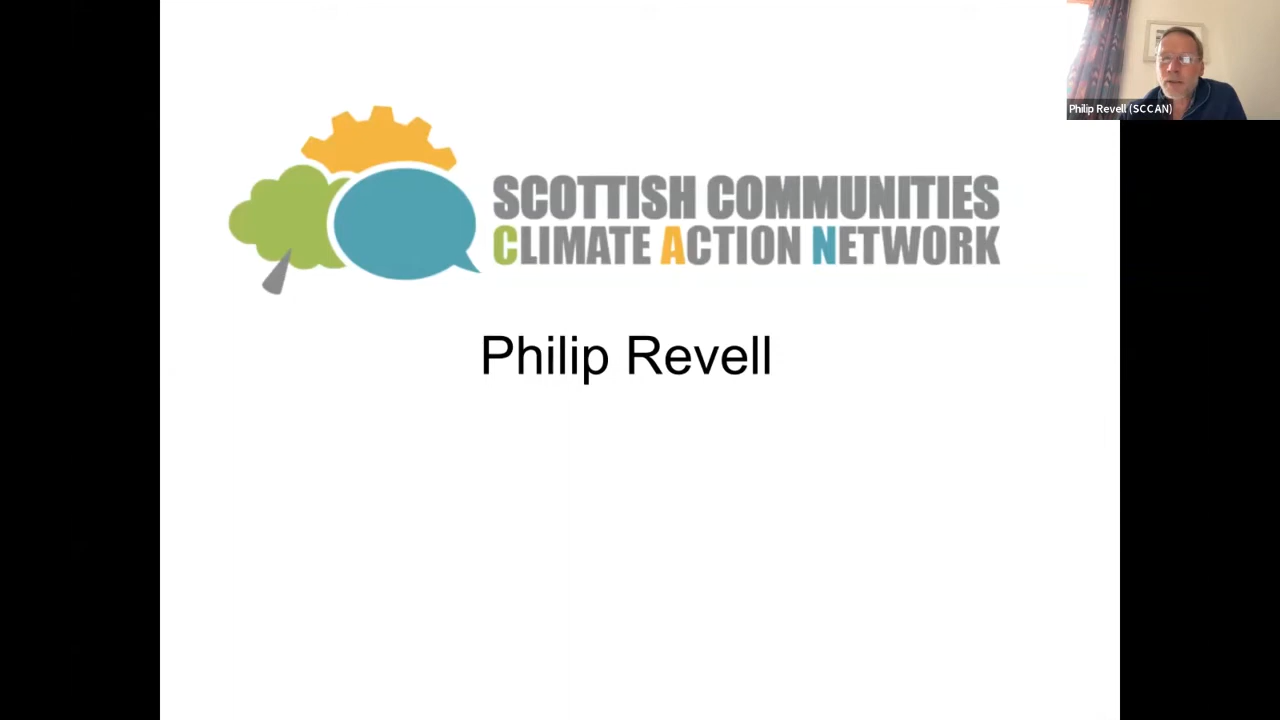 Philip Revell (SCCAN)
SCOTTISH COMMUNITIES
CLIMATE ACTION NETWORK
Philip Revell